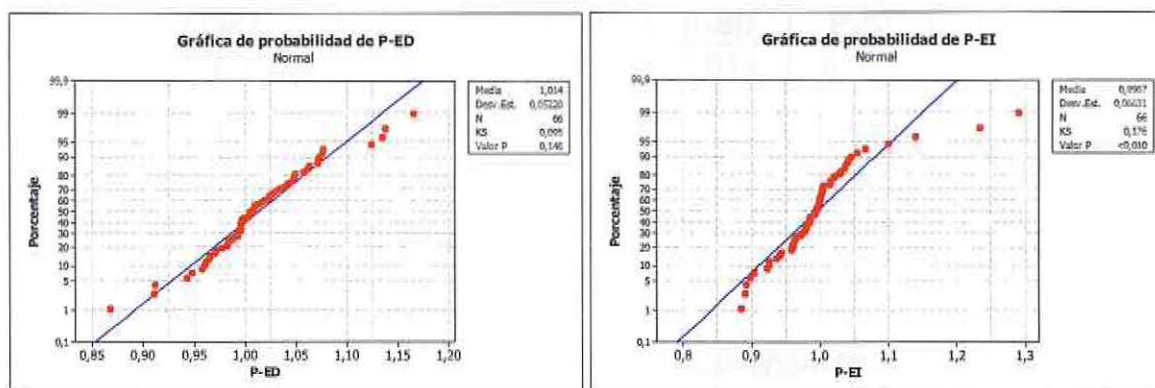 Gráfica de probabilidad de P-ED
Normal
99,9
99
95
90
80
70
60
50
40
30
20
10
5
1
0,1
Porcentaje
0,85 0,90 0,95 1,00 1,05 1,10 1,15 1,20
P-ED
Media 1,014
Desv.Est. 0,05220
N 66
KS 0,095
Valor P 0,146
Gráfica de probabilidad de P-EI
Normal
99,9
99
95
90
80
70
60
50
40
30
20
10
5
1
0,1
Porcentaje
0,8 0,9 1,0 1,1 1,2 1,3
P-EI
Media
Desv.Est. 0,06631
N 66
KS 0,176
Valor P <0,010